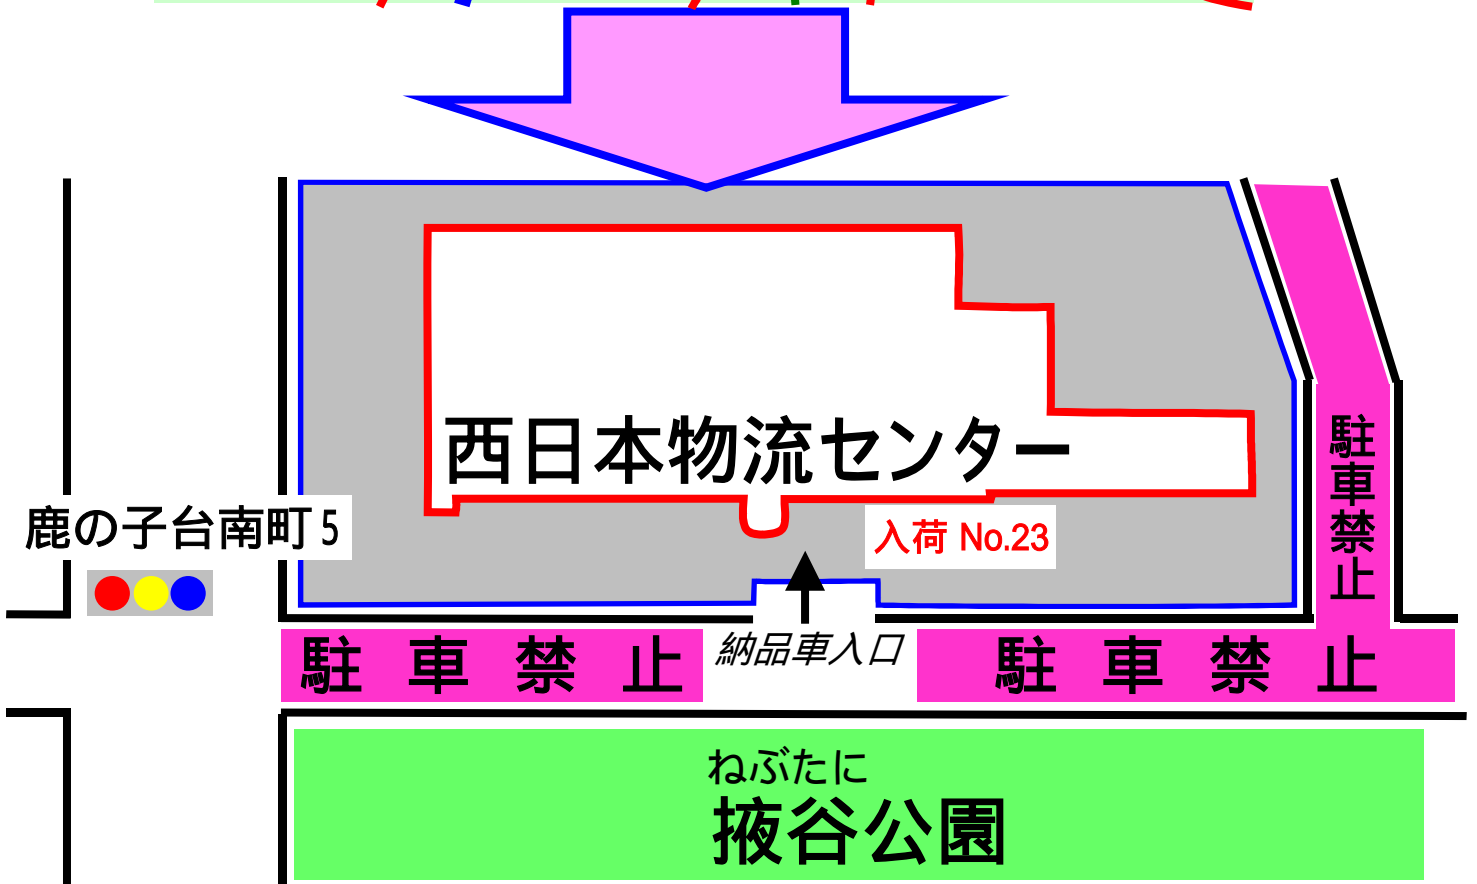 西日本物流センター
駐車禁止
鹿の子台南町5
入荷 No.23
納品車入口
駐車禁止
駐車禁止
ねぶたに
掖谷公園